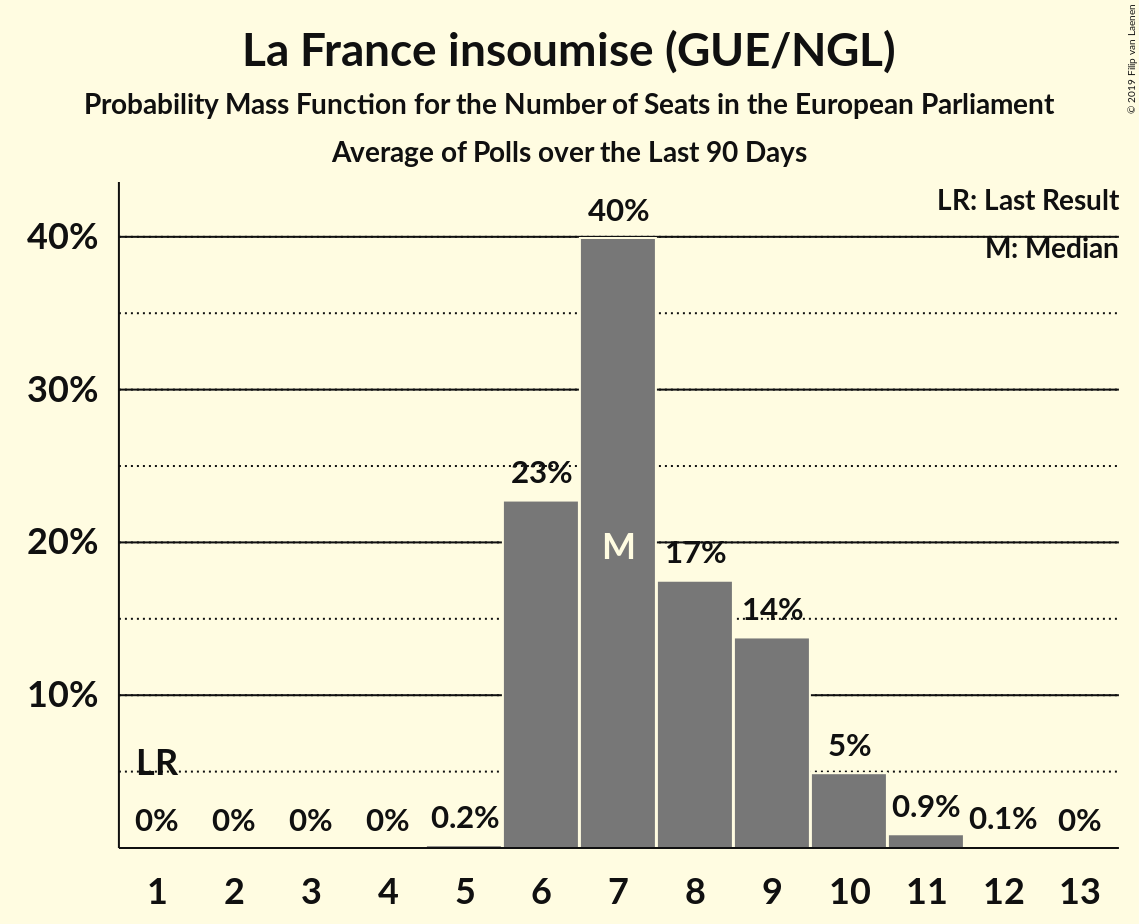 La France insoumise (GUE/NGL)
Probability Mass Function for the Number of Seats in the European Parliament
Average of Polls over the Last 90 Days
© 2019 Filip van Laenen
LR: Last Result
M: Median
40%
30%
20%
10%
40%
23%
M
17%
14%
5%
LR
0%
0%
0%
0%
0.2%
0.9%
0.1%
0%
1 2 3 4 5 6 7 8 9 10 11 12 13